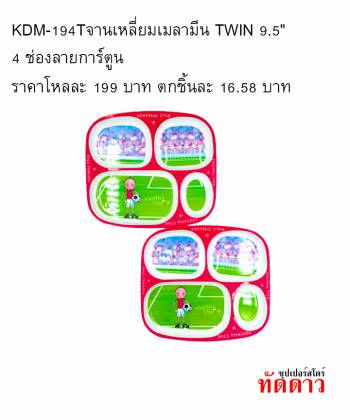 KDM-194Tจานเหลี่ยมเมลามีน TWIN 9.5"
4 ช่องลายการ์ตูน
ราคาโหลละ 199 บาท ตกชิ้นละ 16.58 บาท
FOOTBALL STAR
FOOTBALL STAR
ซุปเปอร์สโตร์
ทัดดาว